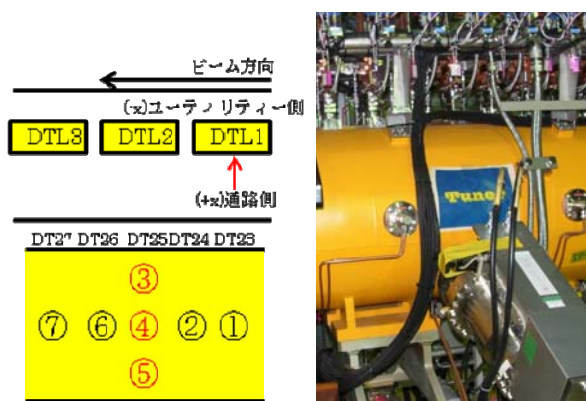 ビーム方向
(-x)ユーティリティー側
DTL3 DTL2 DTL1
(+x)通路側
DT27 DT26 DT25 DT24 DT23
③
⑦ ⑥ ④ ② ①
⑤
Tuner